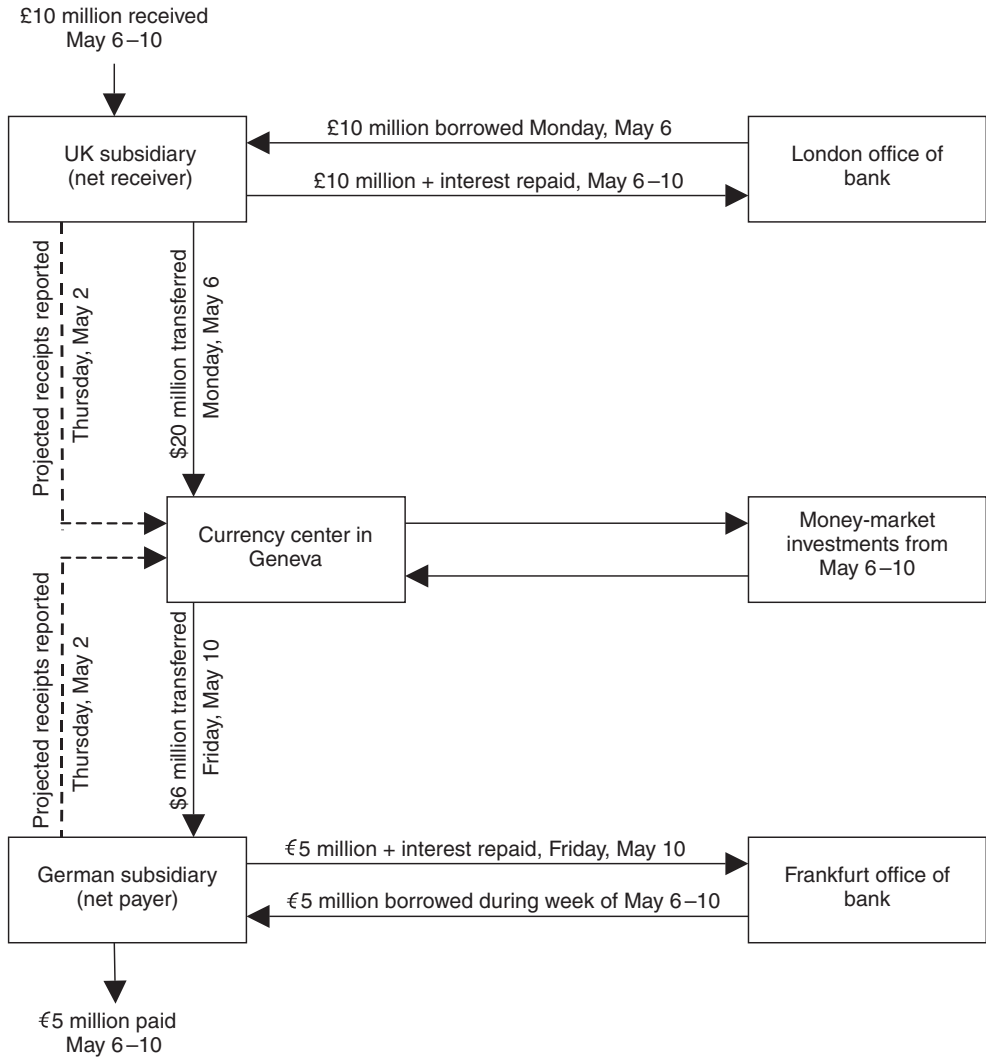 £10 million received
May 6–10
UK subsidiary
(net receiver)
£10 million borrowed Monday, May 6
£10 million + interest repaid, May 6–10
London office of
bank
Projected receipts reported
Thursday, May 2
$20 million transferred
Monday, May 6
Currency center in
Geneva
Money-market
investments from
May 6–10
Projected receipts reported
Thursday, May 2
$6 million transferred
Friday, May 10
German subsidiary
(net payer)
€5 million + interest repaid, Friday, May 10
€5 million borrowed during week of May 6–10
Frankfurt office of
bank
€5 million paid
May 6–10